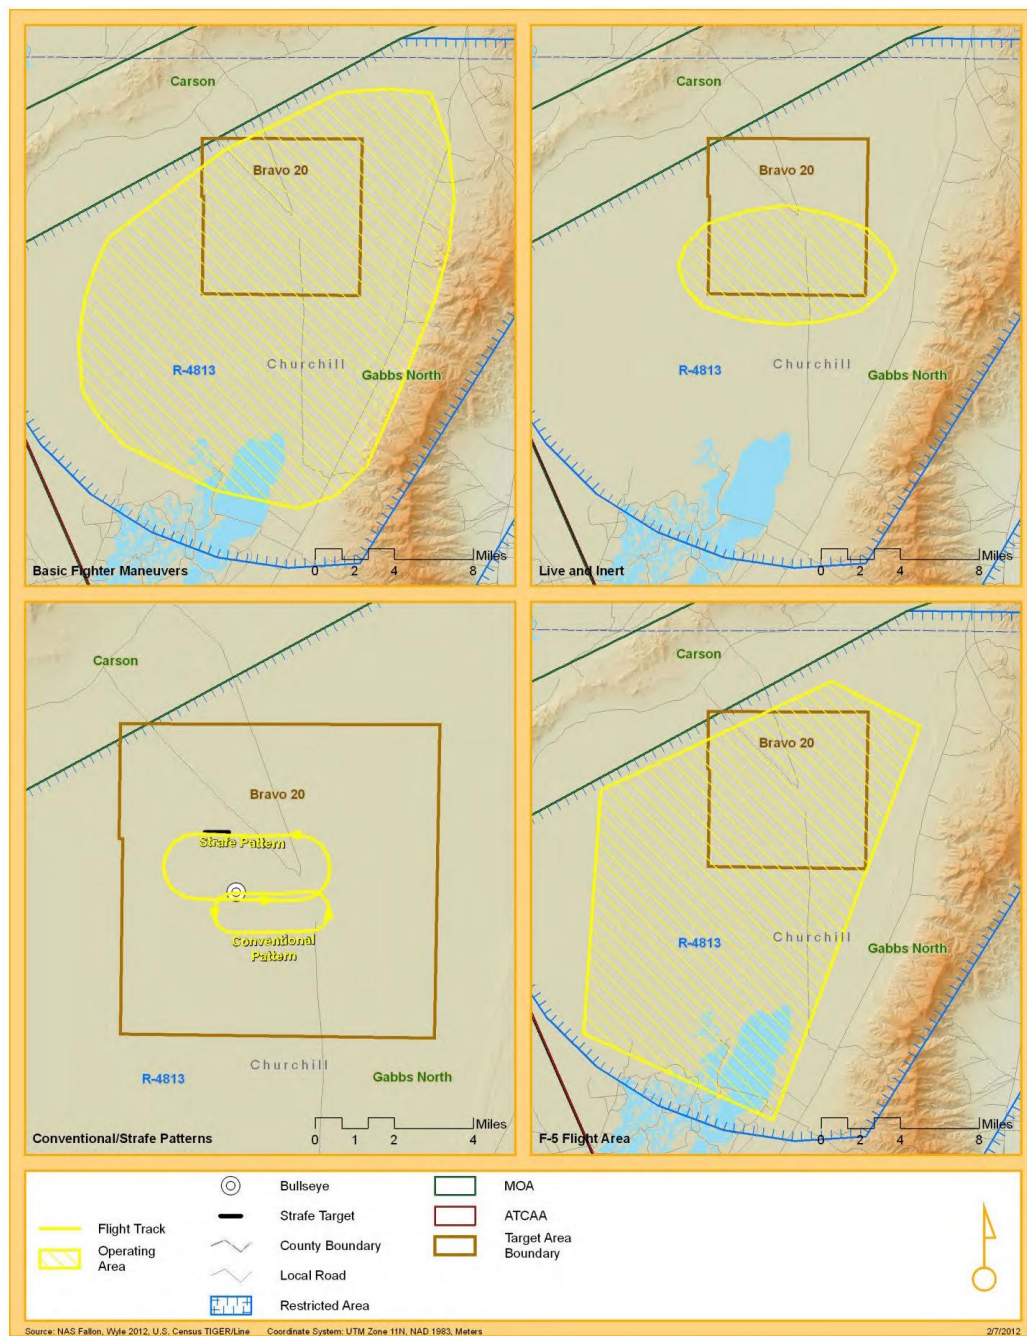 Carson
Bravo 20
R-4813
Churchill
Gabbs North
Miles
0 2 4 8
Basic Fighter Maneuvers
Carson
Bravo 20
R-4813
Churchill
Gabbs North
Miles
0 2 4 8
Live and Inert
Carson
Bravo 20
Strafe Pattern
Conventional
Pattern
Churchill
R-4813
Gabbs North
Miles
0 1 2 4
Conventional/Strafe Patterns
Carson
Bravo 20
R-4813
Churchill
Gabbs North
Miles
0 2 4 8
F-5 Flight Area
Flight Track
Operating
Area
Bullseye
Strafe Target
County Boundary
Local Road
Restricted Area
MOA
ATCAA
Target Area
Boundary
Source: NAS Fallon, Wyle 2012, U.S. Census TIGER/Line Coordinate System: UTM Zone 11N, NAD 1983, Meters 2/7/2012